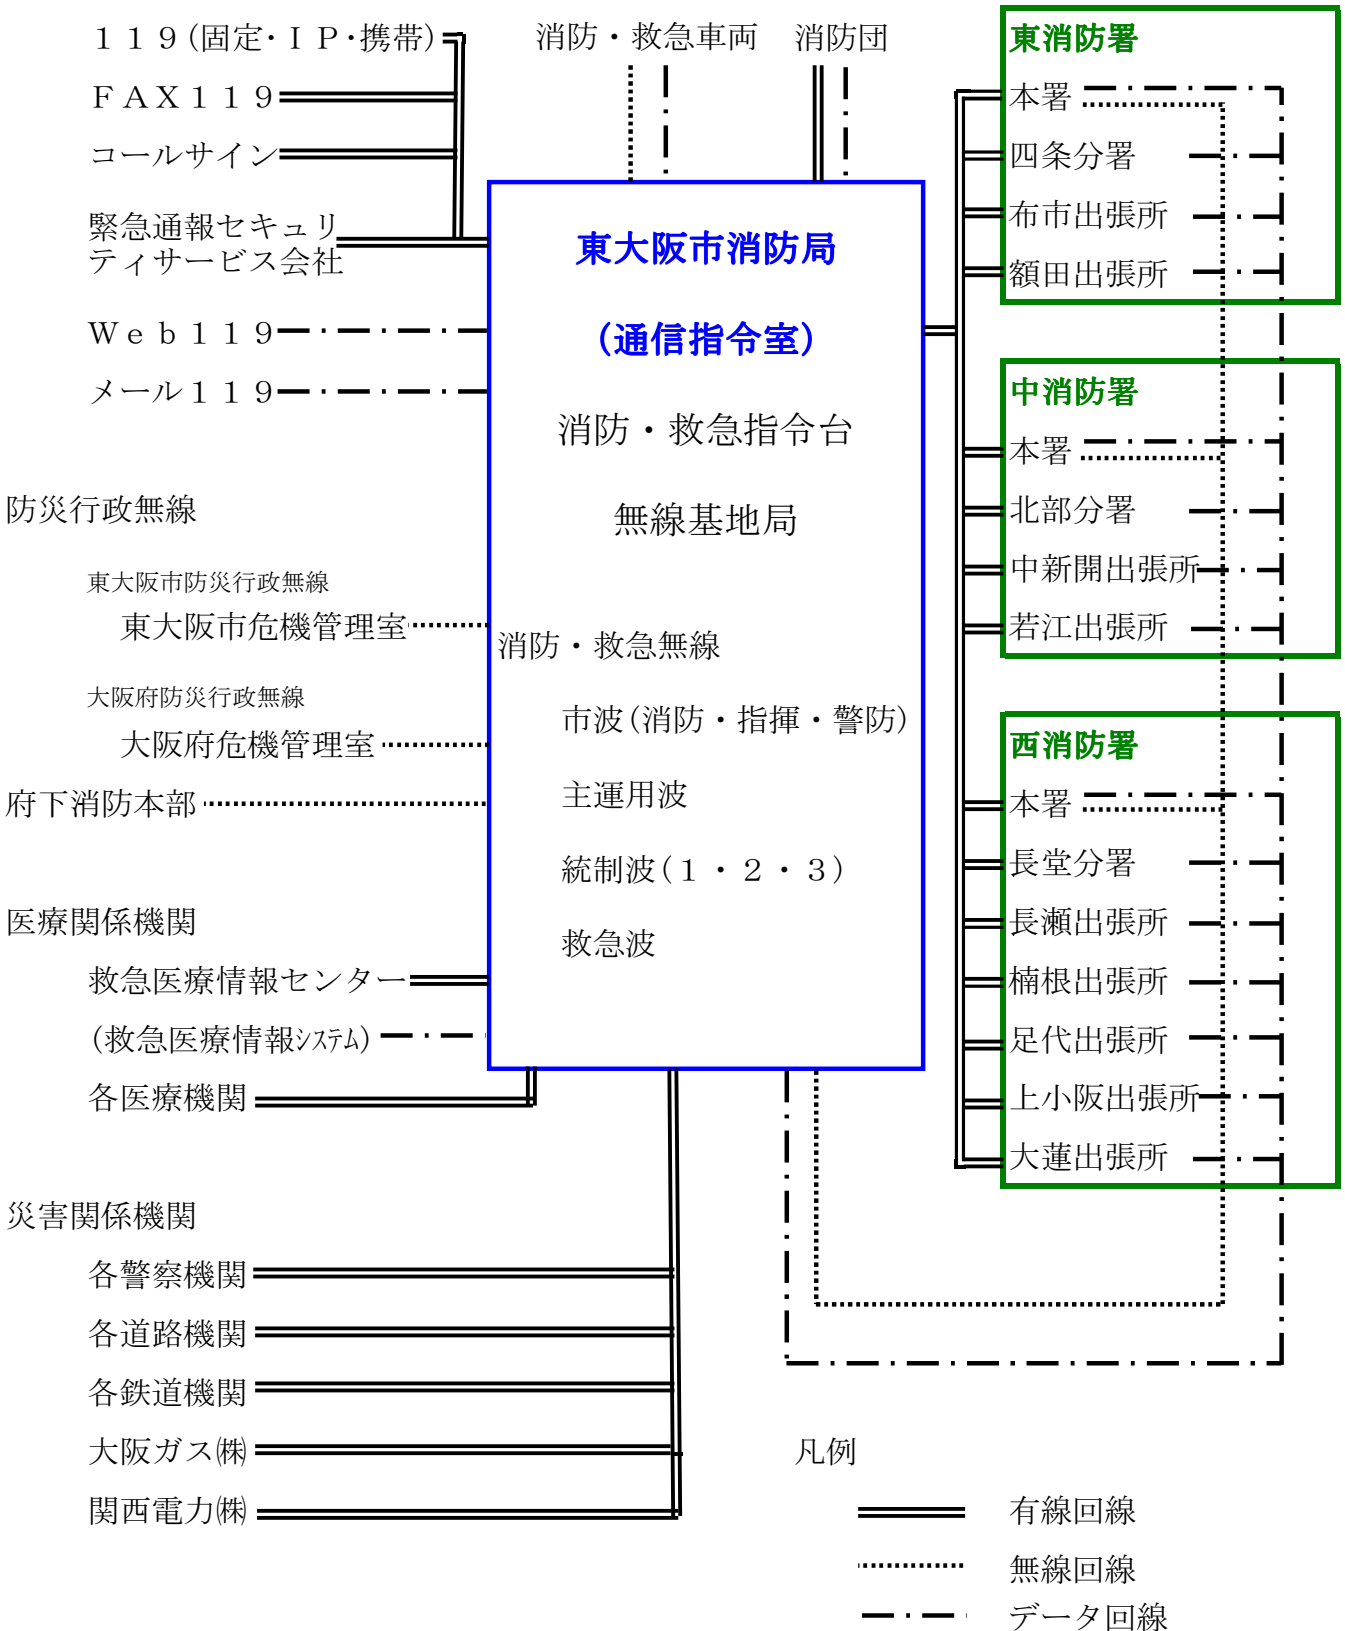 １１９(固定・ＩＰ・携帯)
ＦＡＸ１１９
コールサイン
緊急通報セキュリ
ティサービス会社
Ｗｅｂ１１９
メール１１９
防災行政無線
東大阪市防災行政無線
東大阪市危機管理室
大阪府防災行政無線
大阪府危機管理室
府下消防本部
医療関係機関
救急医療情報センター
(救急医療情報ｼｽﾃﾑ)
各医療機関
災害関係機関
各警察機関
各道路機関
各鉄道機関
大阪ガス㈱
関西電力㈱
消防・救急車両
消防団
東大阪市消防局
(通信指令室)
消防・救急指令台
無線基地局
消防・救急無線
市波(消防・指揮・警防)
主運用波
統制波(１・２・３)
救急波
東消防署
本署
四条分署
布市出張所
額田出張所
中消防署
本署
北部分署
中新開出張所
若江出張所
西消防署
本署
長堂分署
長瀬出張所
楠根出張所
足代出張所
上小阪出張所
大蓮出張所
凡例
有線回線
無線回線
データ回線